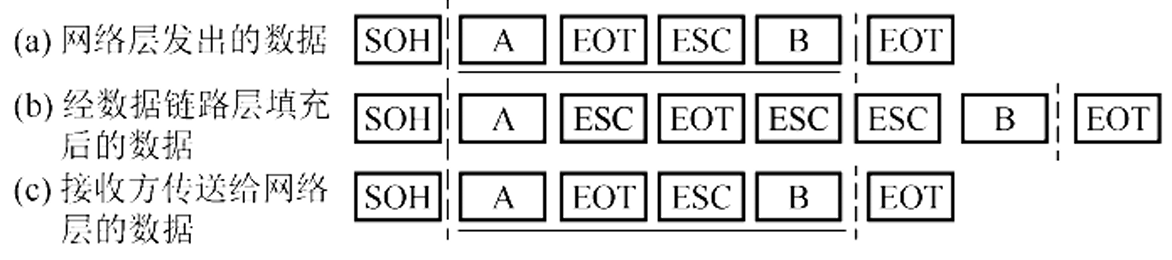 (a) 网络层发出的数据 SOH A EOT ESC B EOT
(b) 经数据链路层填充 SOH A ESC EOT ESC ESC B EOT
后的数据
(c) 接收方传送给网络 SOH A EOT ESC B EOT
层的数据